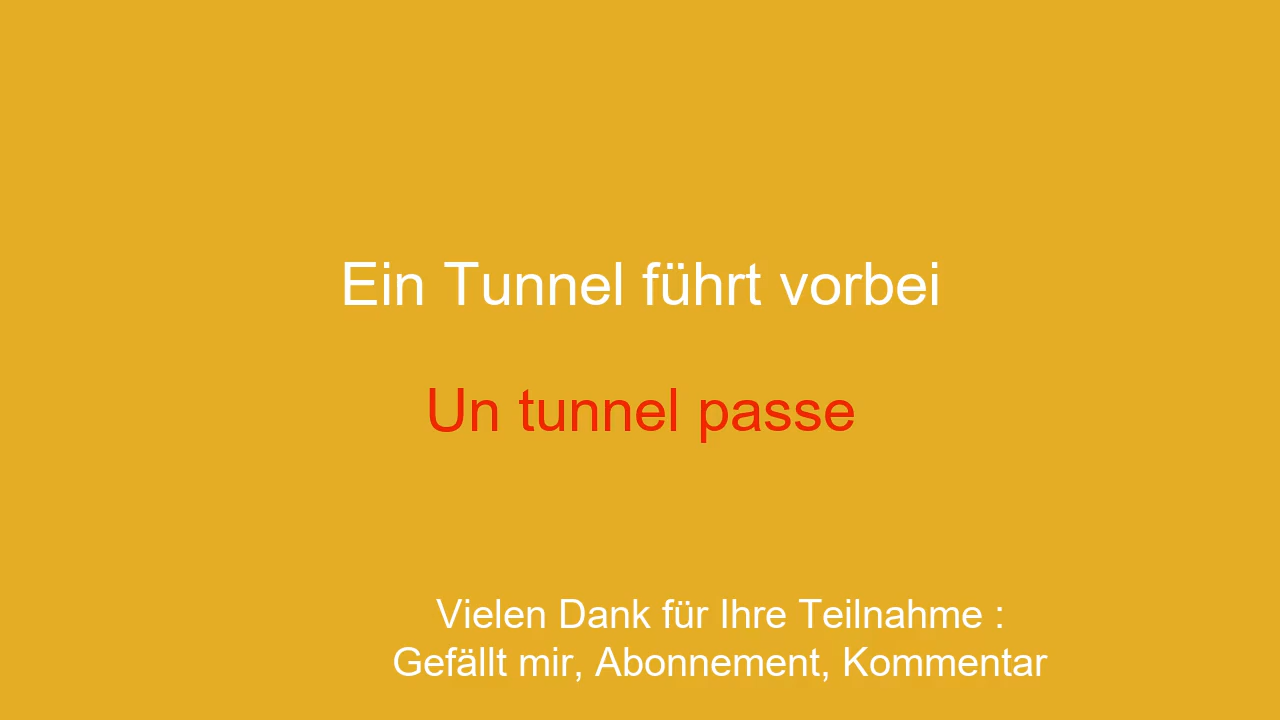 Ein Tunnel führt vorbei
Un tunnel passe
Vielen Dank für Ihre Teilnahme :
Gefällt mir, Abonnement, Kommentar